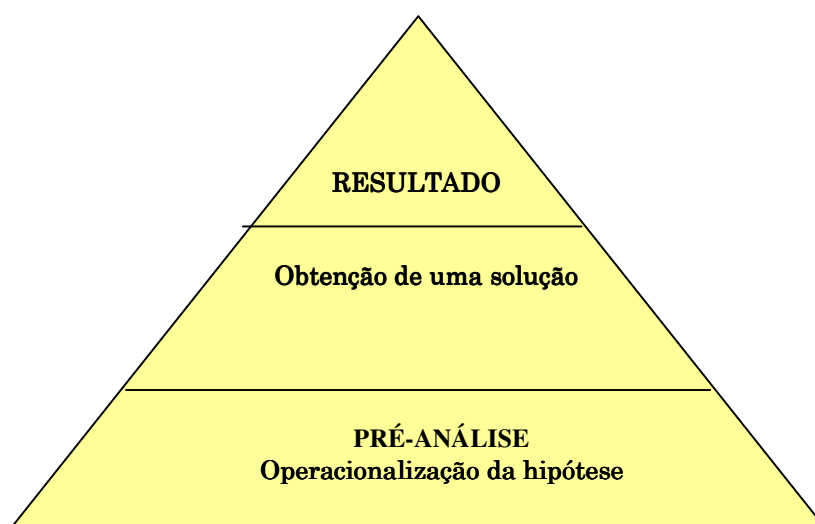 RESULTADO
Obtenção de uma solução
PRÉ-ANÁLISE
Operacionalização da hipótese